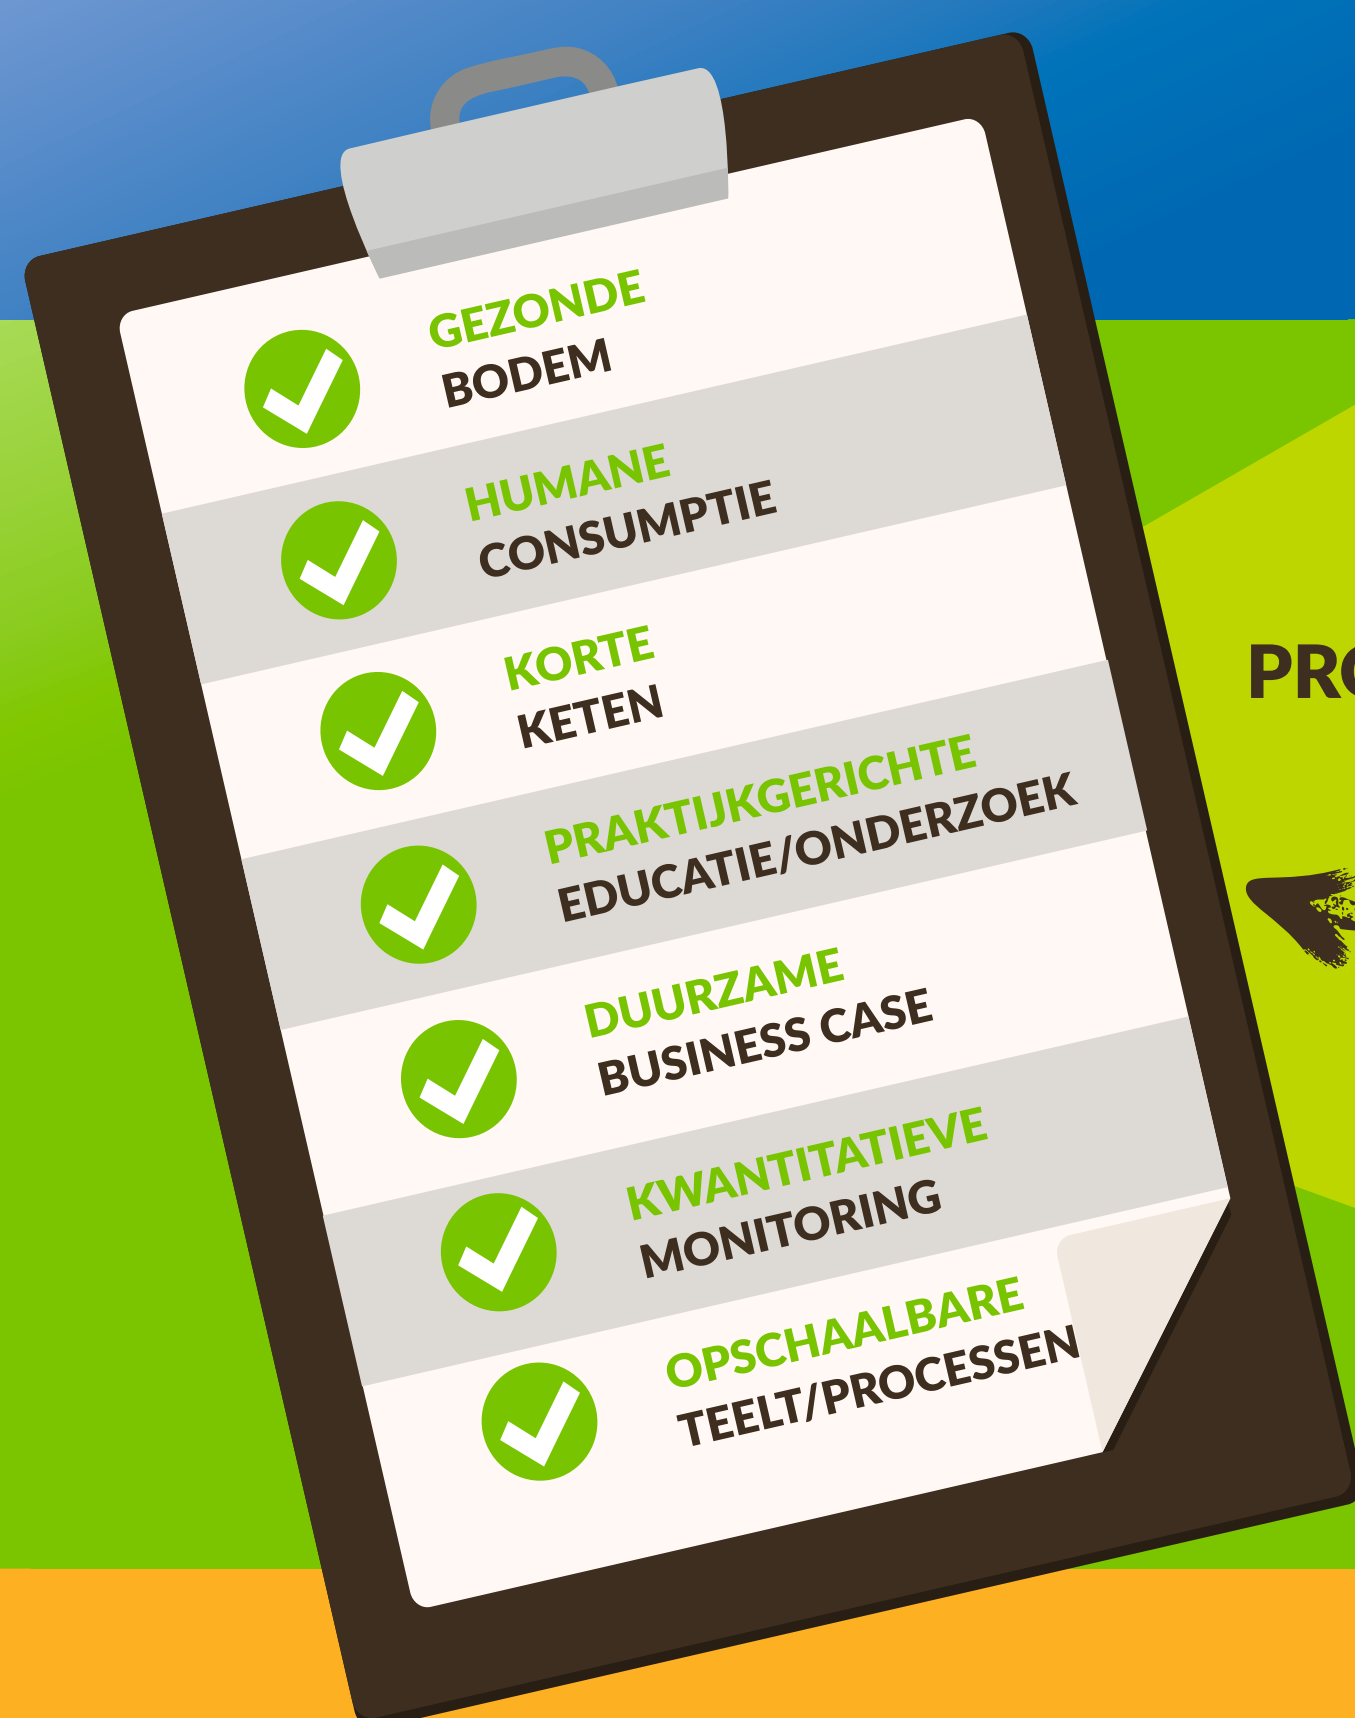 GEZONDE
BODEM
HUMANE
CONSUMPTIE
KORTE
KETEN
PRAKTIJKGERICHTE
EDUCATIE/ONDERZOEK
DUURZAME
BUSINESS CASE
KWANTITATIEVE
MONITORING
OPSCHAALBARE
TEELT/PROCESSEN